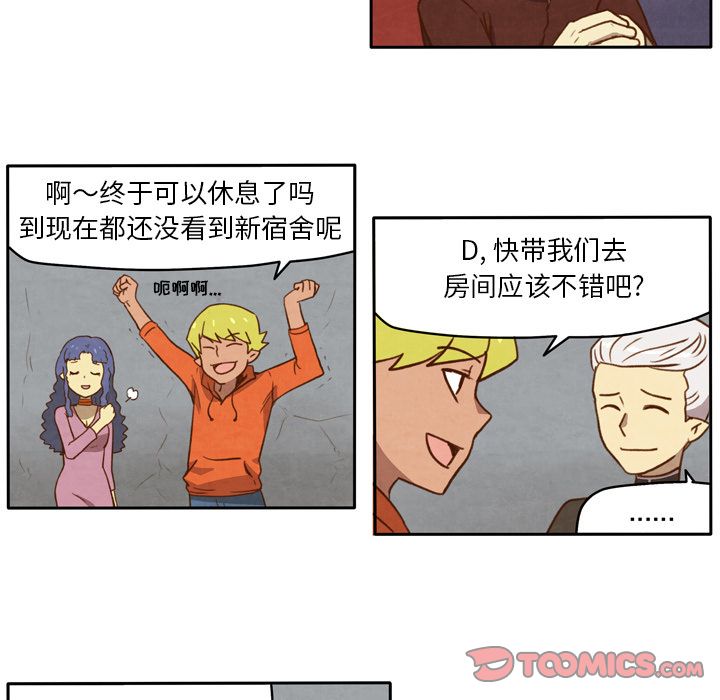 啊～终于可以休息了吗
到现在都还没看到新宿舍呢
呃啊啊...
D, 快带我们去
房间应该不错吧?
......
TOOMICS.COM